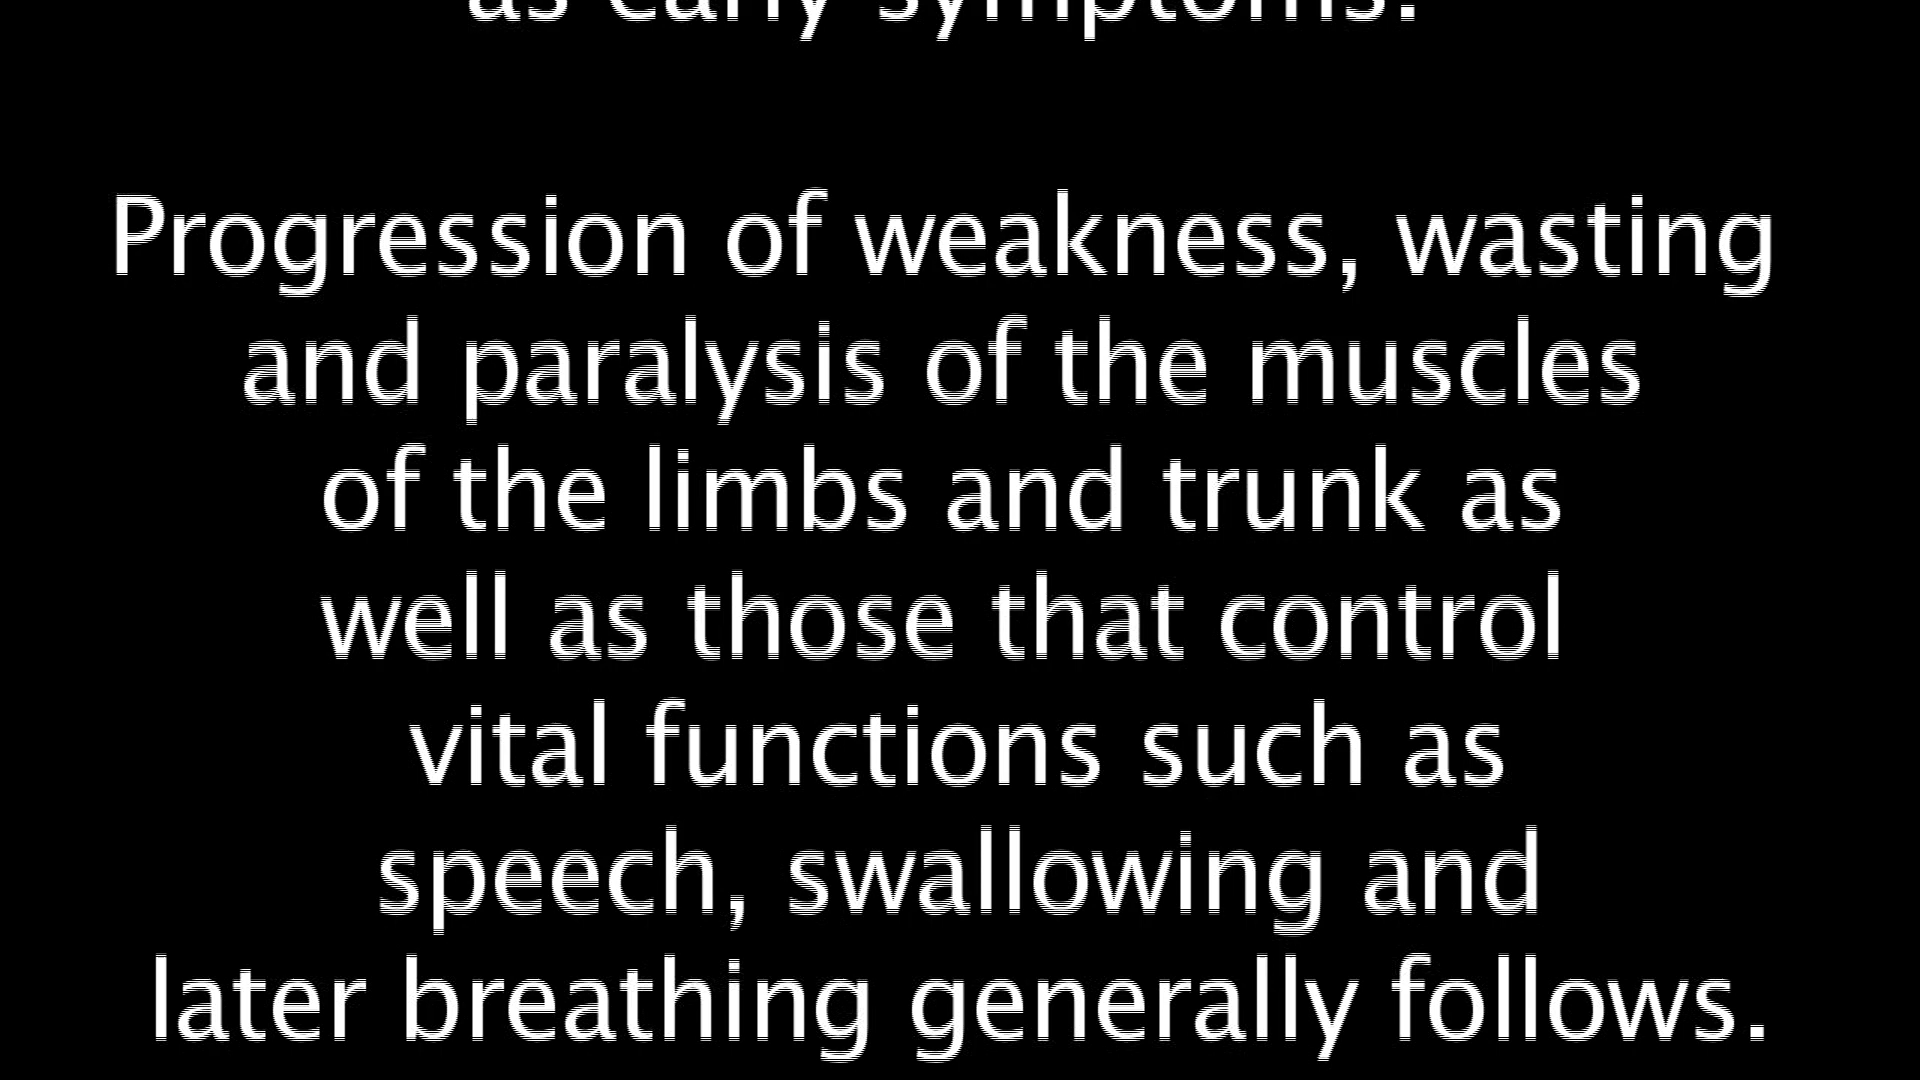 as early symptoms.
Progression of weakness, wasting
and paralysis of the muscles
of the limbs and trunk as
well as those that control
vital functions such as
speech, swallowing and
later breathing generally follows.